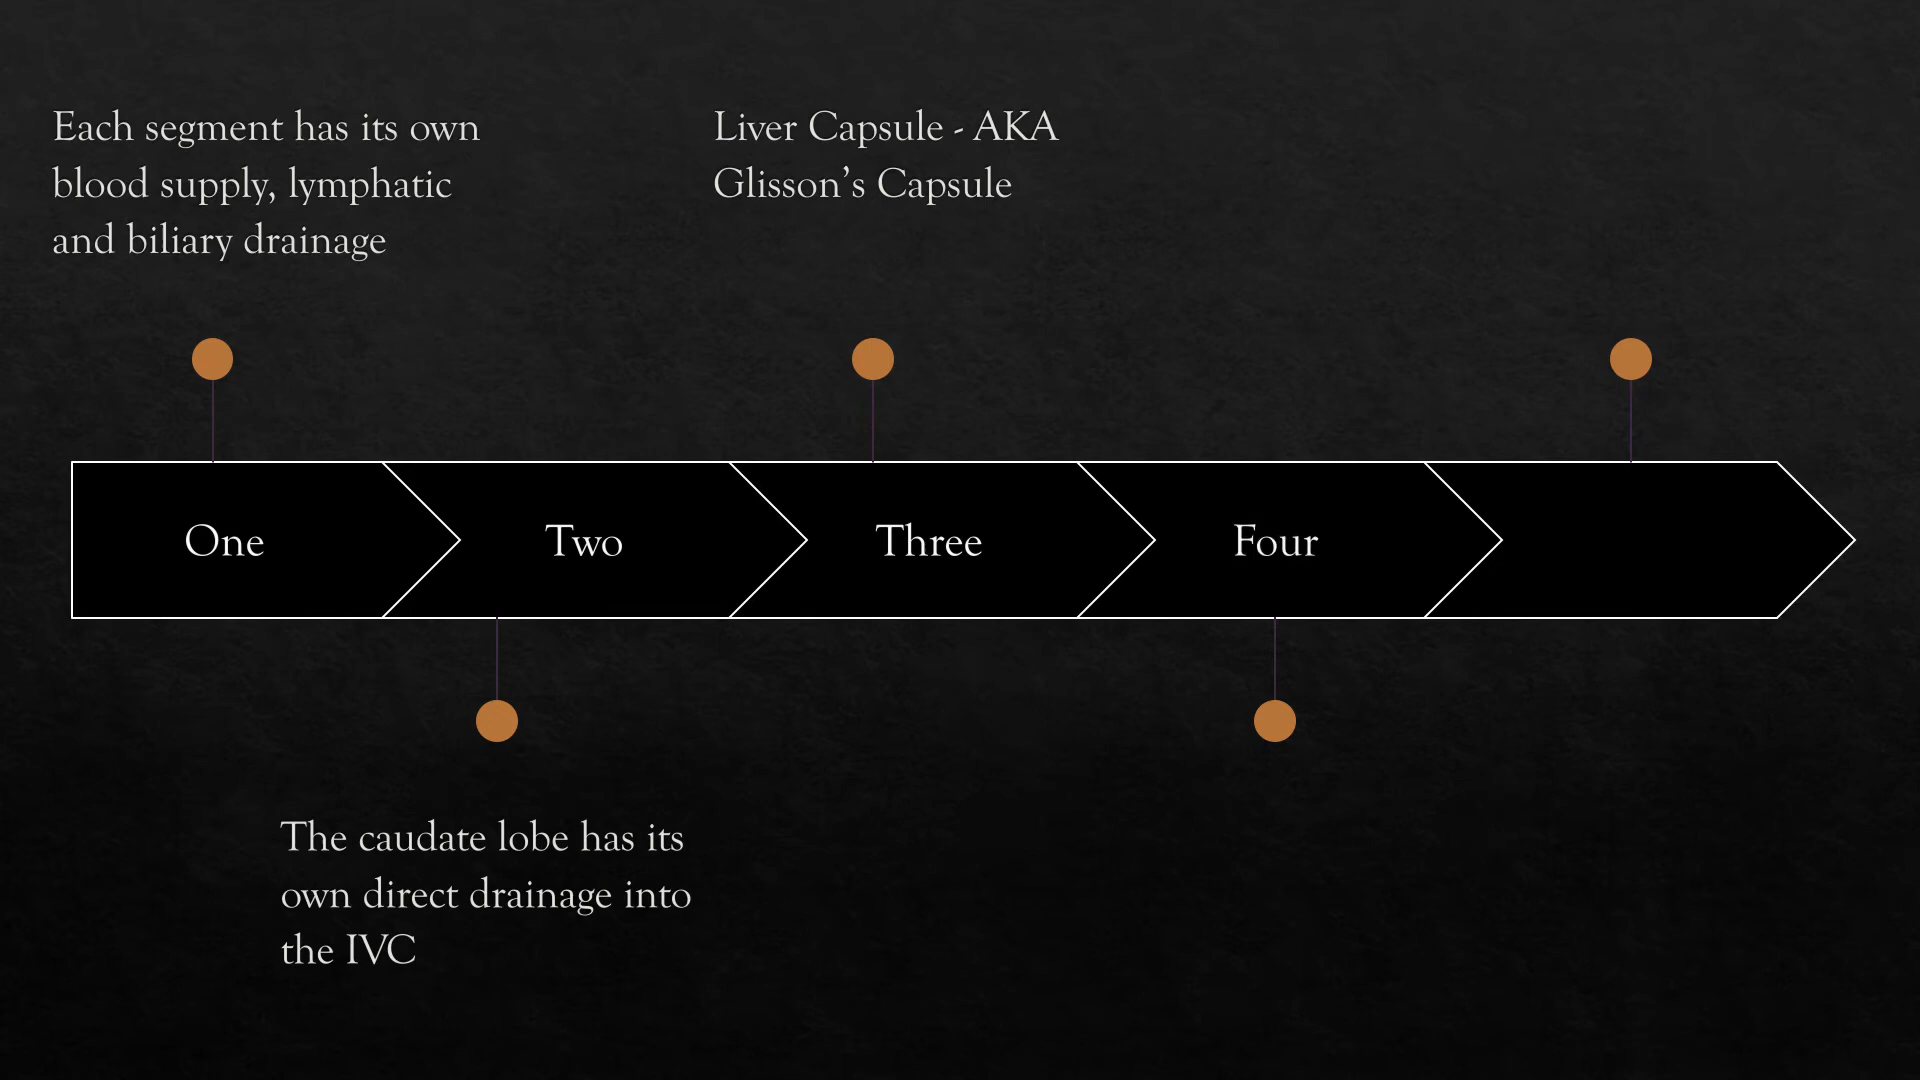 Each segment has its own
blood supply, lymphatic
and biliary drainage
Liver Capsule - AKA
Glisson’s Capsule
One
Two
Three
Four
The caudate lobe has its
own direct drainage into
the IVC